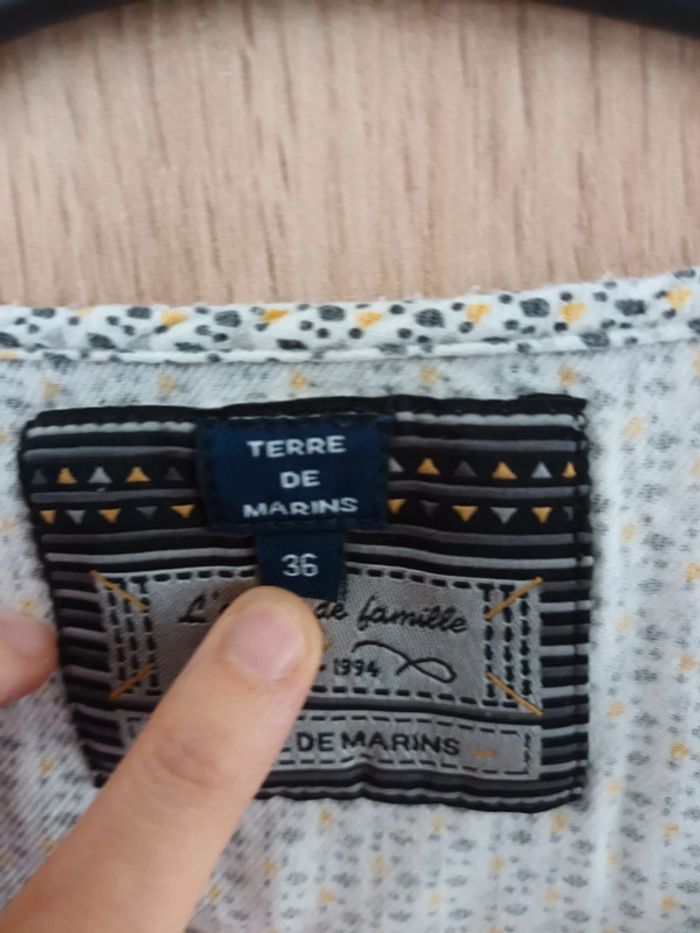 TERRE
DE
MARINS
36
de famille
1994
DE MARINS